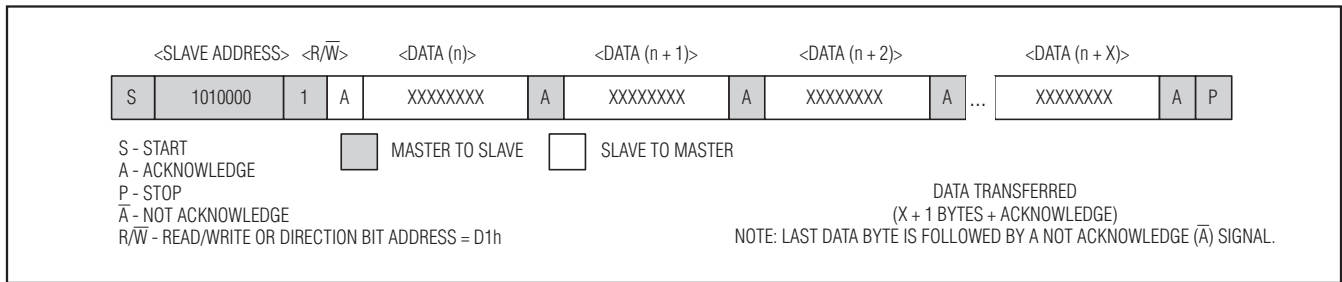 <SLAVE ADDRESS> <R/W̅> <DATA (n)> <DATA (n + 1)> <DATA (n + 2)> <DATA (n + X)>
S 1010000 1 A XXXXXXXX A XXXXXXXX A XXXXXXXX A ... XXXXXXXX A P
S - START
A - ACKNOWLEDGE
P - STOP
A̅ - NOT ACKNOWLEDGE
R/W̅ - READ/WRITE OR DIRECTION BIT ADDRESS = D1h
MASTER TO SLAVE SLAVE TO MASTER
DATA TRANSFERRED
(X + 1 BYTES + ACKNOWLEDGE)
NOTE: LAST DATA BYTE IS FOLLOWED BY A NOT ACKNOWLEDGE (A̅) SIGNAL.